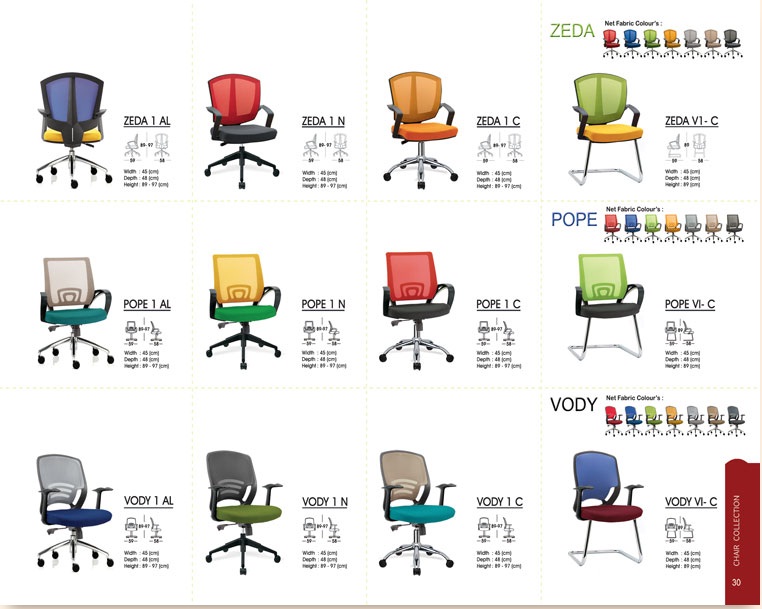 ZEDA
Net Fabric Colour's :
ZEDA 1 AL
89- 97
59 58
Width : 45 (cm)
Depth : 48 (cm)
Height : 89 - 97 (cm)
ZEDA 1 N
89- 97
59 58
Width : 45 (cm)
Depth : 48 (cm)
Height : 89 - 97 (cm)
ZEDA 1 C
89- 97
59 58
Width : 45 (cm)
Depth : 48 (cm)
Height : 89 - 97 (cm)
ZEDA V1- C
89
59 58
Width : 45 (cm)
Depth : 48 (cm)
Height : 89 (cm)
POPE
Net Fabric Colour's :
POPE 1 AL
89-97
59 58
Width : 45 (cm)
Depth : 48 (cm)
Height : 89 - 97 (cm)
POPE 1 N
89-97
59 58
Width : 45 (cm)
Depth : 48 (cm)
Height : 89 - 97 (cm)
POPE 1 C
89-97
59 58
Width : 45 (cm)
Depth : 48 (cm)
Height : 89 - 97 (cm)
POPE VI- C
89
59 58
Width : 45 (cm)
Depth : 48 (cm)
Height : 89 (cm)
VODY
Net Fabric Colour's :
VODY 1 AL
89-97
59 58
Width : 45 (cm)
Depth : 48 (cm)
Height : 89 - 97 (cm)
VODY 1 N
89-97
59 58
Width : 45 (cm)
Depth : 48 (cm)
Height : 89 - 97 (cm)
VODY 1 C
89-97
59 58
Width : 45 (cm)
Depth : 48 (cm)
Height : 89 - 97 (cm)
VODY VI- C
89
59 58
Width : 45 (cm)
Depth : 48 (cm)
Height : 89 (cm)
CHAIR COLLECTION
30